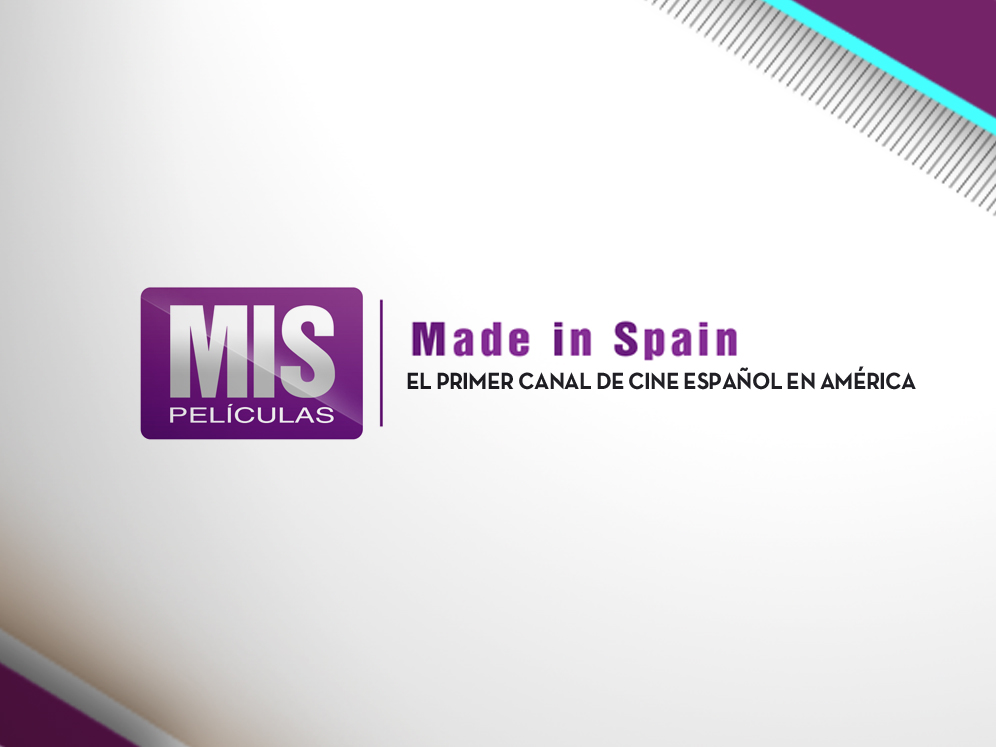 MIS
PELÍCULAS
Made in Spain
EL PRIMER CANAL DE CINE ESPAÑOL EN AMÉRICA